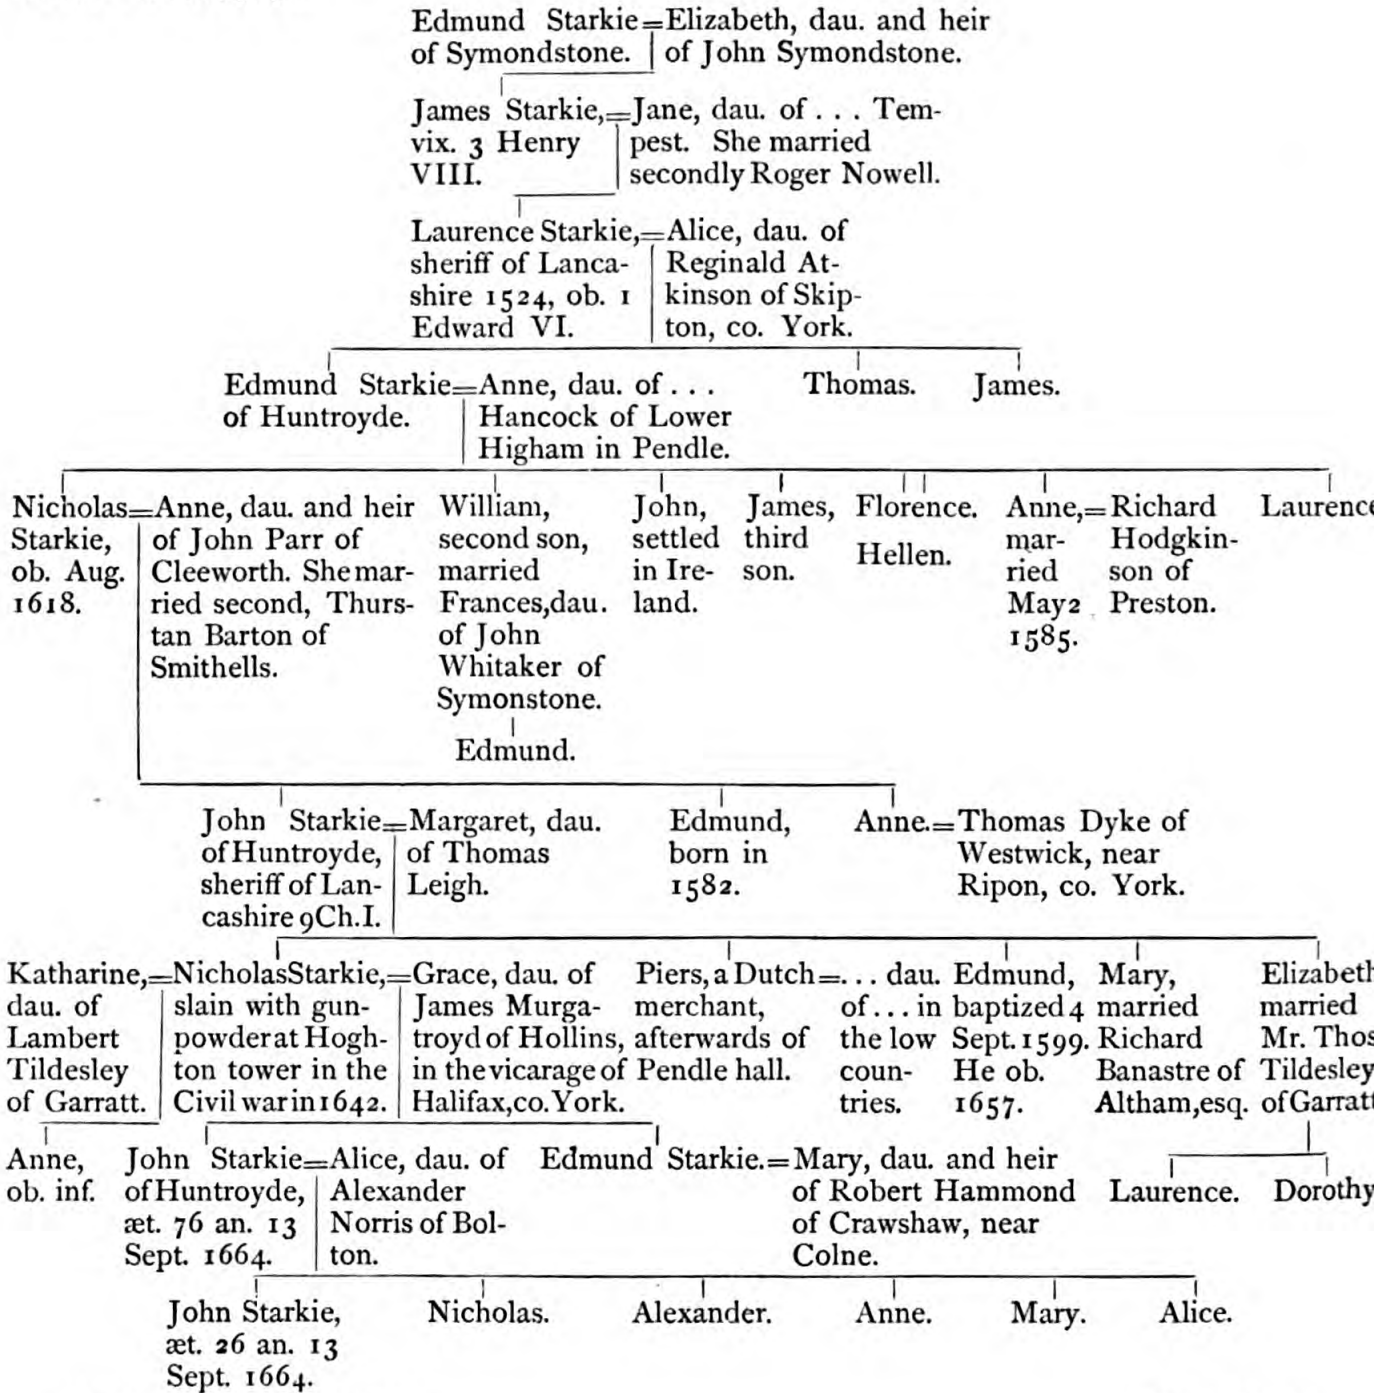 Edmund Starkie=Elizabeth, dau. and heir
of Symondstone. of John Symondstone.
James Starkie,=Jane, dau. of . . . Tem-
vix. 3 Henry pest. She married
VIII. secondly Roger Nowell.
Laurence Starkie,=Alice, dau. of
sheriff of Lanca- Reginald At-
shire 1524, ob. 1 kinson of Skip-
Edward VI. ton, co. York.
Edmund Starkie=Anne, dau. of . . . Thomas. James.
of Huntroyde. Hancock of Lower
Higham in Pendle.
Nicholas=Anne, dau. and heir
Starkie, of John Parr of
ob. Aug. Cleeworth. She mar-
1618. ried second, Thurs-
tan Barton of
Smithells.
William,
second son,
married
Frances, dau.
of John
Whitaker of
Symonstone.
Edmund.
John,
settled
in Ire-
land.
James,
third
son.
Florence.
Hellen.
Anne,=Richard
mar- Hodgkin-
ried son of
May 2 Preston.
1585.
Laurence
John Starkie=Margaret, dau.
of Huntroyde, of Thomas
sheriff of Lan- Leigh.
cashire 9 Ch. I.
Edmund,
born in
1582.
Anne.=Thomas Dyke of
Westwick, near
Ripon, co. York.
Katharine,=Nicholas Starkie,=Grace, dau. of
dau. of slain with gun- James Murga-
Lambert powder at Hogh- troyd of Hollins,
Tildesley ton tower in the in the vicarage of
of Garratt. Civil war in 1642. Halifax, co. York.
Piers, a Dutch=. . . dau.
merchant, of . . . in
afterwards of the low
Pendle hall. coun-
tries.
Edmund,
baptized 4
Sept. 1599.
He ob.
1657.
Mary,
married
Richard
Banastre of
Altham, esq.
Elizabeth
married
Mr. Thos
Tildesley
of Garratt
Anne,
ob. inf.
John Starkie=Alice, dau. of
of Huntroyde, Alexander
æt. 76 an. 13 Norris of Bol-
Sept. 1664. ton.
Edmund Starkie.=Mary, dau. and heir
of Robert Hammond
of Crawshaw, near
Colne.
Laurence. Dorothy
John Starkie,
æt. 26 an. 13
Sept. 1664.
Nicholas. Alexander. Anne. Mary. Alice.